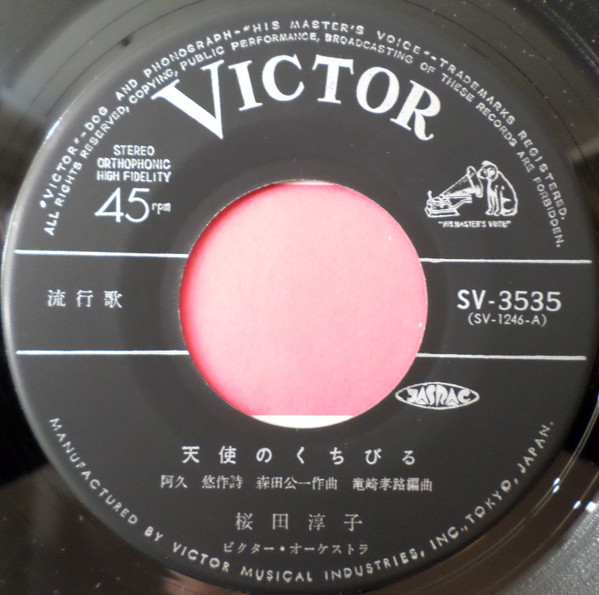 "VICTOR"-DOG AND PHONOGRAPH-"HIS MASTER'S VOICE"-TRADEMARKS REGISTERED.
ALL RIGHTS RESERVED, COPYING, PUBLIC PERFORMANCE, BROADCASTING OF THESE RECORDS ARE FORBIDDEN.
VICTOR
STEREO
ORTHOPHONIC
HIGH FIDELITY
45rpm
"HIS MASTER'S VOICE"
流行歌
SV-3535
(SV-1246-A)
JASRAC
天使のくちびる
阿久 悠作詩 森田公一作曲 竜崎孝路編曲
桜田淳子
ビクター・オーケストラ
MANUFACTURED BY VICTOR MUSICAL INDUSTRIES, INC. TOKYO, JAPAN.